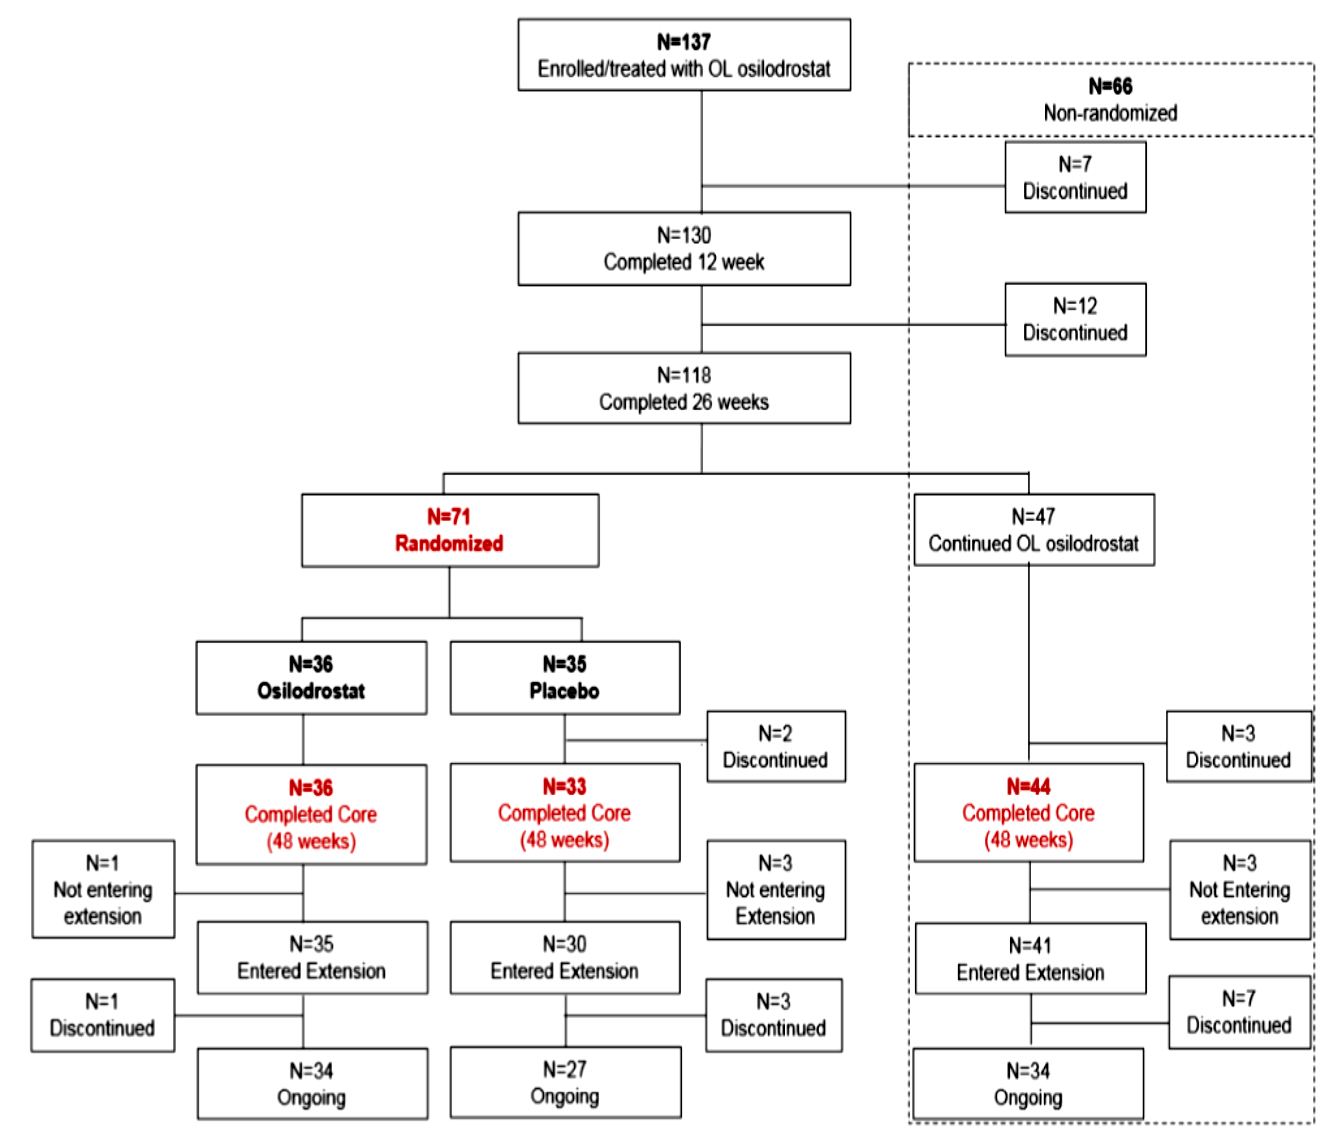 N=137
Enrolled/treated with OL osilodrostat
N=66
Non-randomized
N=7
Discontinued
N=130
Completed 12 week
N=12
Discontinued
N=118
Completed 26 weeks
N=71
Randomized
N=47
Continued OL osilodrostat
N=36
Osilodrostat
N=35
Placebo
N=2
Discontinued
N=3
Discontinued
N=36
Completed Core
(48 weeks)
N=33
Completed Core
(48 weeks)
N=44
Completed Core
(48 weeks)
N=1
Not entering
extension
N=3
Not entering
Extension
N=3
Not Entering
extension
N=35
Entered Extension
N=30
Entered Extension
N=41
Entered Extension
N=1
Discontinued
N=3
Discontinued
N=7
Discontinued
N=34
Ongoing
N=27
Ongoing
N=34
Ongoing